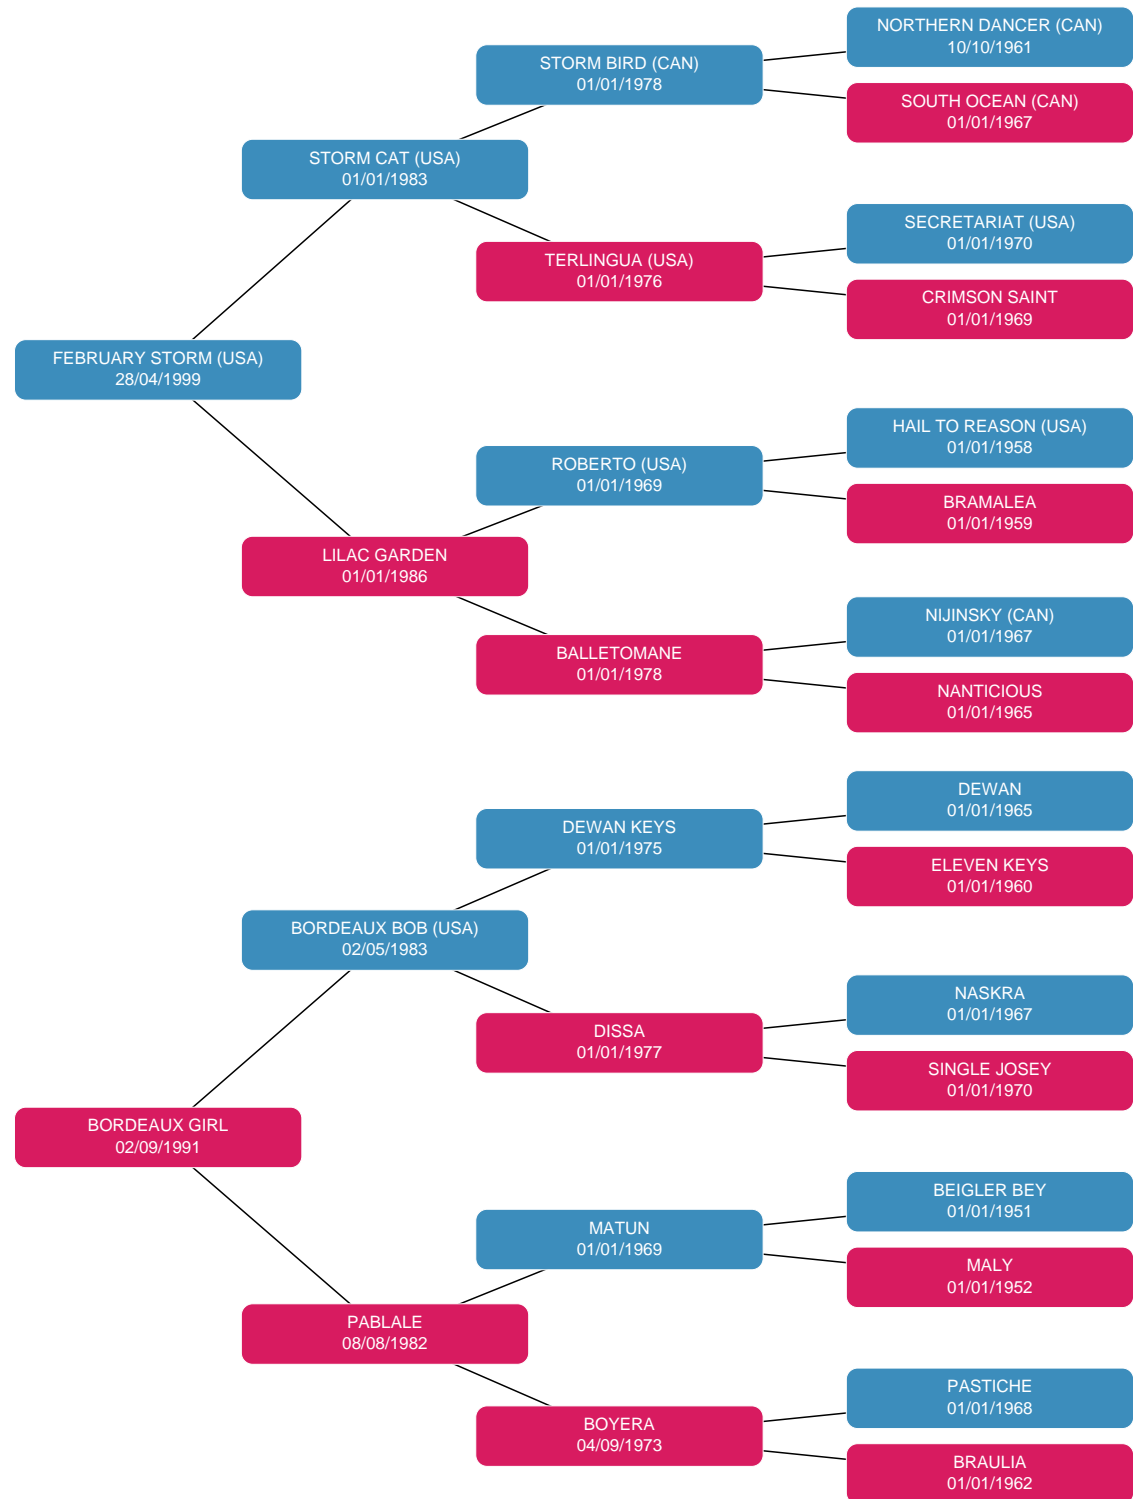 NORTHERN DANCER (CAN)
10/10/1961
STORM BIRD (CAN)
01/01/1978
SOUTH OCEAN (CAN)
01/01/1967
STORM CAT (USA)
01/01/1983
SECRETARIAT (USA)
01/01/1970
TERLINGUA (USA)
01/01/1976
CRIMSON SAINT
01/01/1969
FEBRUARY STORM (USA)
28/04/1999
HAIL TO REASON (USA)
01/01/1958
ROBERTO (USA)
01/01/1969
BRAMALEA
01/01/1959
LILAC GARDEN
01/01/1986
NIJINSKY (CAN)
01/01/1967
BALLETOMANE
01/01/1978
NANTICIOUS
01/01/1965
DEWAN
01/01/1965
DEWAN KEYS
01/01/1975
ELEVEN KEYS
01/01/1960
BORDEAUX BOB (USA)
02/05/1983
NASKRA
01/01/1967
DISSA
01/01/1977
SINGLE JOSEY
01/01/1970
BORDEAUX GIRL
02/09/1991
BEIGLER BEY
01/01/1951
MATUN
01/01/1969
MALY
01/01/1952
PABLALE
08/08/1982
PASTICHE
01/01/1968
BOYERA
04/09/1973
BRAULIA
01/01/1962